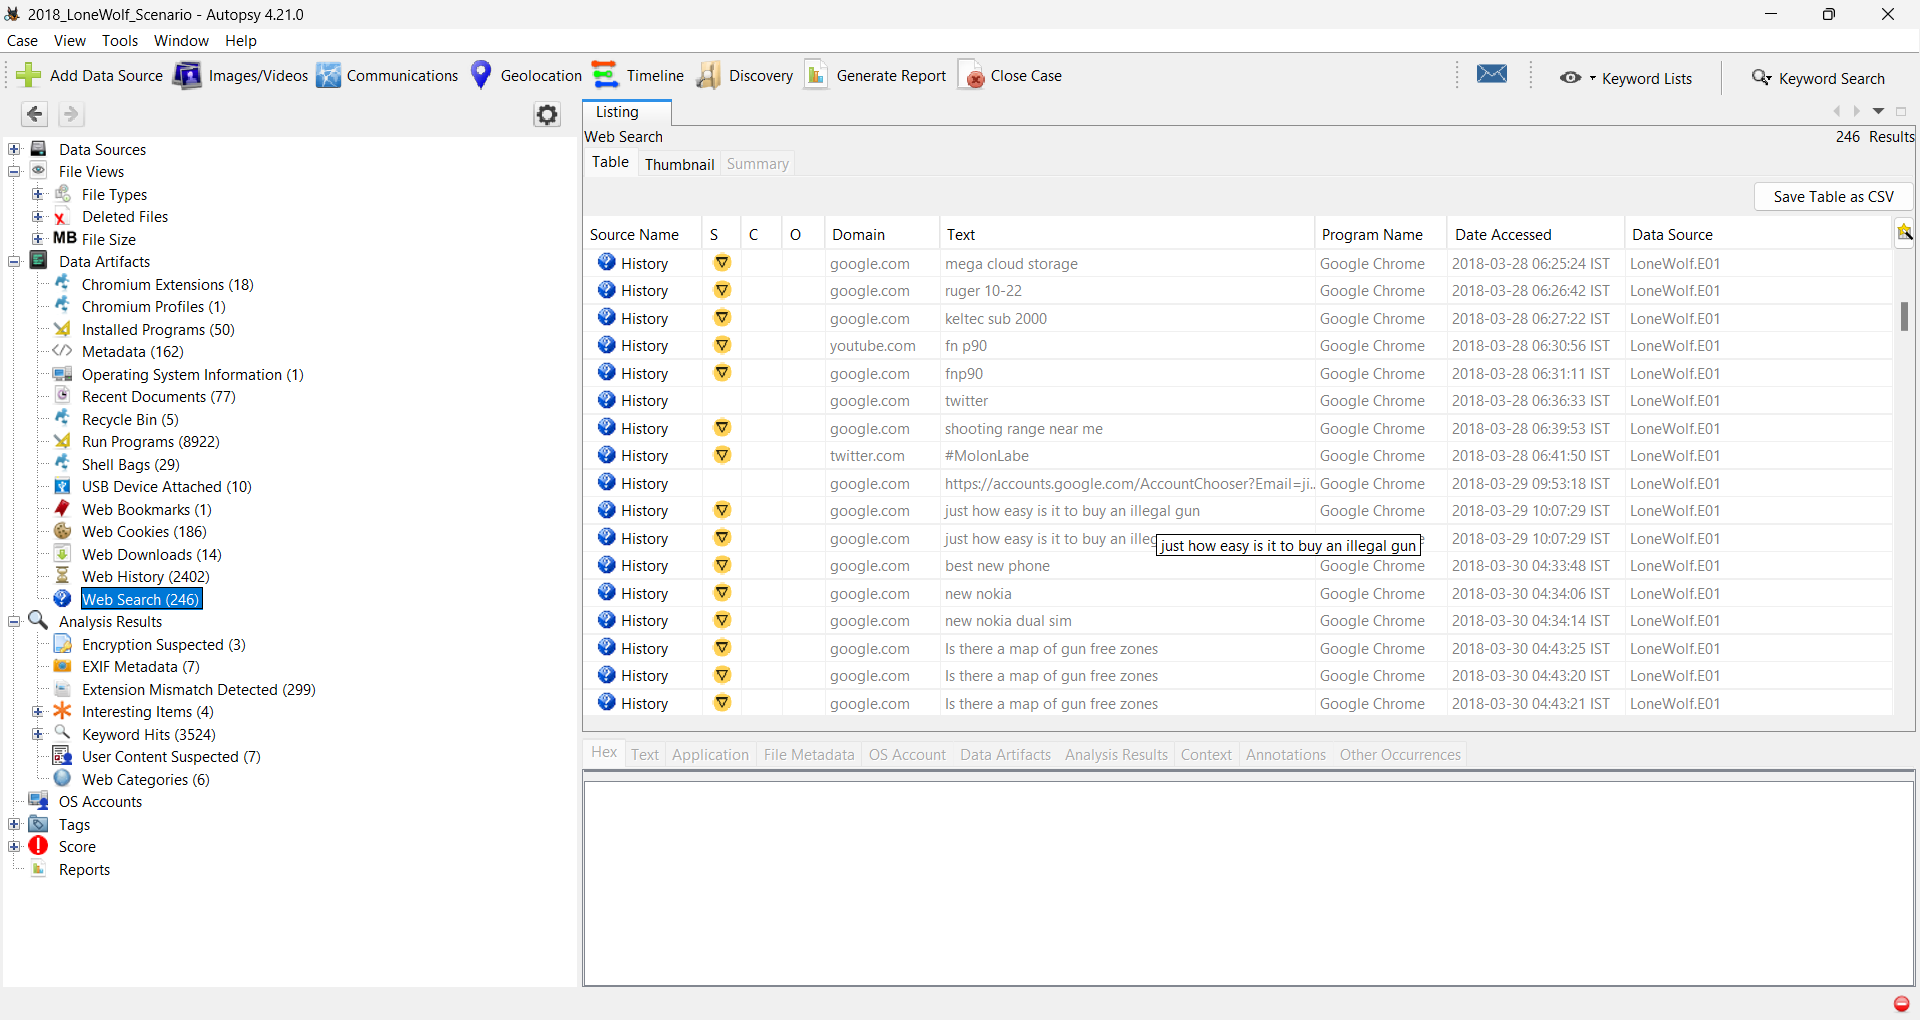 2018_LoneWolf_Scenario - Autopsy 4.21.0
Case View Tools Window Help
Add Data Source Images/Videos Communications Geolocation Timeline Discovery Generate Report Close Case Keyword Lists Keyword Search
Data Sources
File Views
File Types
Deleted Files
MB File Size
Data Artifacts
Chromium Extensions (18)
Chromium Profiles (1)
Installed Programs (50)
Metadata (162)
Operating System Information (1)
Recent Documents (77)
Recycle Bin (5)
Run Programs (8922)
Shell Bags (29)
USB Device Attached (10)
Web Bookmarks (1)
Web Cookies (186)
Web Downloads (14)
Web History (2402)
Web Search (246)
Analysis Results
Encryption Suspected (3)
EXIF Metadata (7)
Extension Mismatch Detected (299)
Interesting Items (4)
Keyword Hits (3524)
User Content Suspected (7)
Web Categories (6)
OS Accounts
Tags
Score
Reports
Listing
Web Search 246 Results
Table Thumbnail Summary
Save Table as CSV
Source Name S C O Domain Text Program Name Date Accessed Data Source
History google.com mega cloud storage Google Chrome 2018-03-28 06:25:24 IST LoneWolf.E01
History google.com ruger 10-22 Google Chrome 2018-03-28 06:26:42 IST LoneWolf.E01
History google.com keltec sub 2000 Google Chrome 2018-03-28 06:27:22 IST LoneWolf.E01
History youtube.com fn p90 Google Chrome 2018-03-28 06:30:56 IST LoneWolf.E01
History google.com fnp90 Google Chrome 2018-03-28 06:31:11 IST LoneWolf.E01
History google.com twitter Google Chrome 2018-03-28 06:36:33 IST LoneWolf.E01
History google.com shooting range near me Google Chrome 2018-03-28 06:39:53 IST LoneWolf.E01
History twitter.com #MolonLabe Google Chrome 2018-03-28 06:41:50 IST LoneWolf.E01
History google.com https://accounts.google.com/AccountChooser?Email=ji... Google Chrome 2018-03-29 09:53:18 IST LoneWolf.E01
History google.com just how easy is it to buy an illegal gun Google Chrome 2018-03-29 10:07:29 IST LoneWolf.E01
History google.com just how easy is it to buy an illeg just how easy is it to buy an illegal gun e 2018-03-29 10:07:29 IST LoneWolf.E01
History google.com best new phone Google Chrome 2018-03-30 04:33:48 IST LoneWolf.E01
History google.com new nokia Google Chrome 2018-03-30 04:34:06 IST LoneWolf.E01
History google.com new nokia dual sim Google Chrome 2018-03-30 04:34:14 IST LoneWolf.E01
History google.com Is there a map of gun free zones Google Chrome 2018-03-30 04:43:25 IST LoneWolf.E01
History google.com Is there a map of gun free zones Google Chrome 2018-03-30 04:43:20 IST LoneWolf.E01
History google.com Is there a map of gun free zones Google Chrome 2018-03-30 04:43:21 IST LoneWolf.E01
Hex Text Application File Metadata OS Account Data Artifacts Analysis Results Context Annotations Other Occurrences